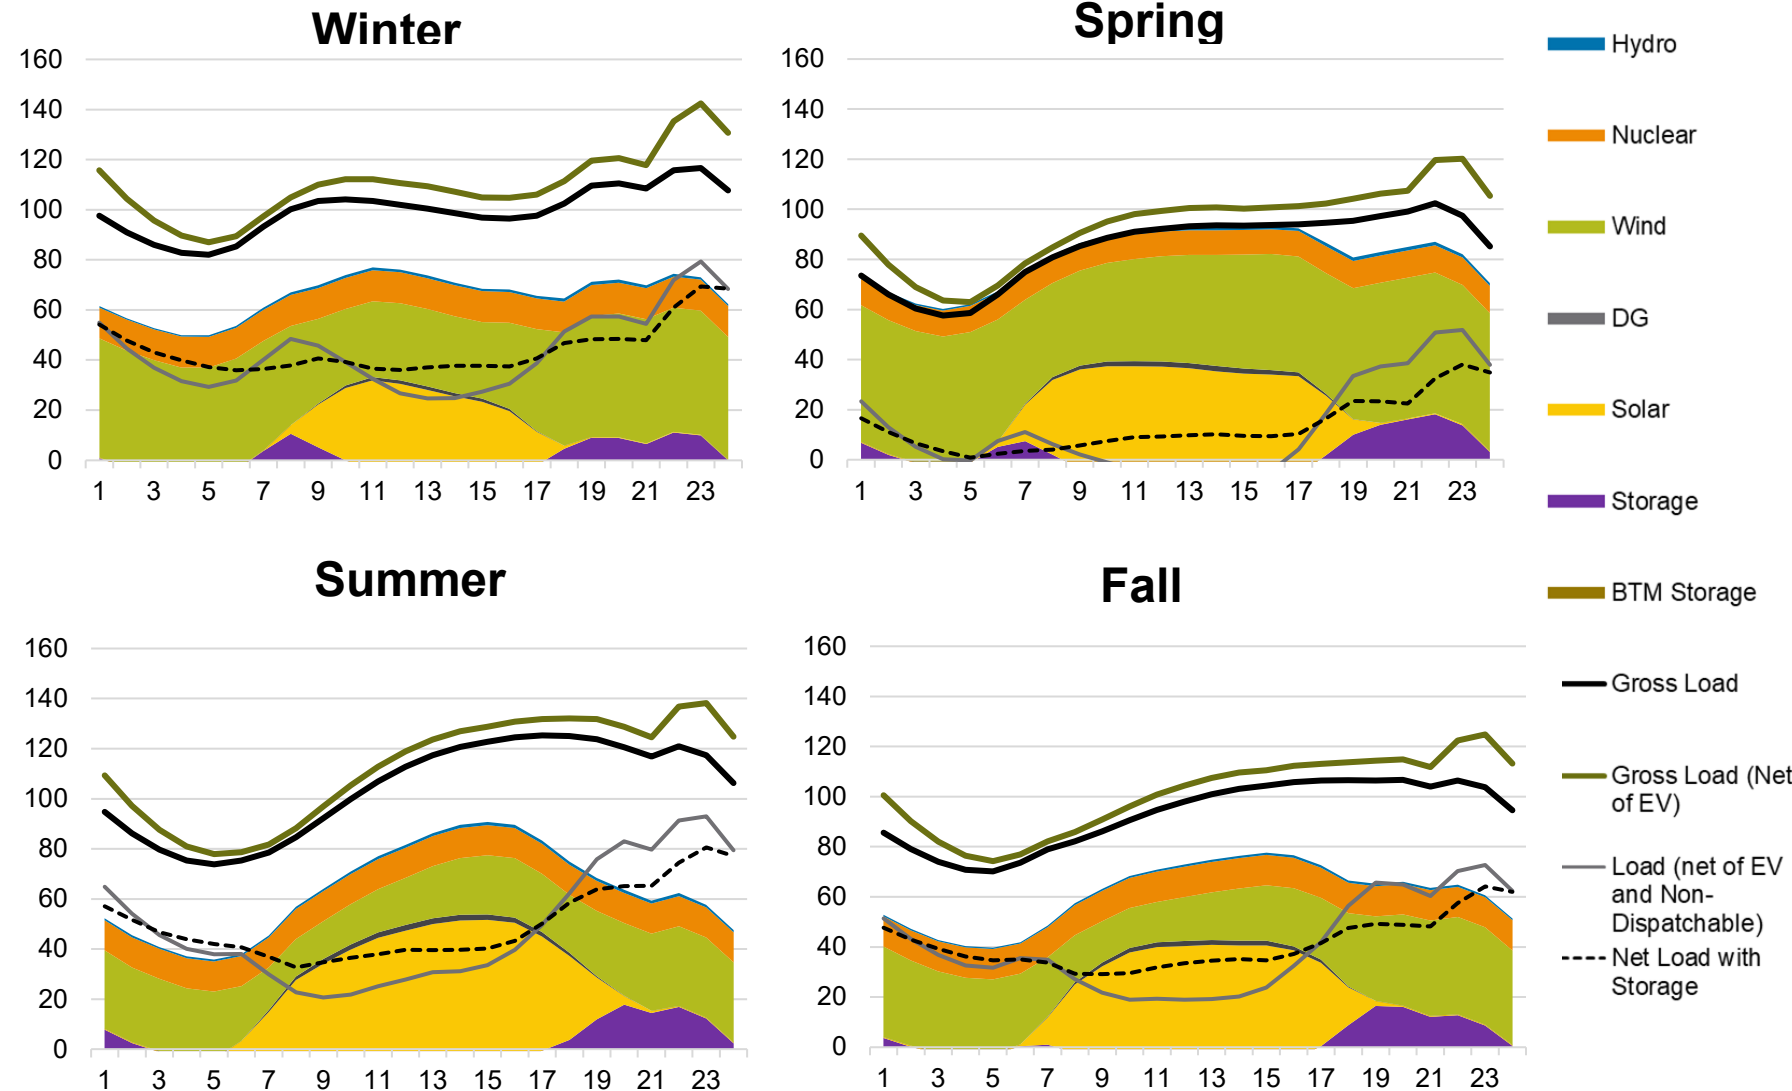 Winter
160
140
120
100
80
60
40
20
0
1 3 5 7 9 11 13 15 17 19 21 23
Spring
160
140
120
100
80
60
40
20
0
1 3 5 7 9 11 13 15 17 19 21 23
Summer
160
140
120
100
80
60
40
20
0
1 3 5 7 9 11 13 15 17 19 21 23
Fall
160
140
120
100
80
60
40
20
0
1 3 5 7 9 11 13 15 17 19 21 23
Hydro
Nuclear
Wind
DG
Solar
Storage
BTM Storage
Gross Load
Gross Load (Net
of EV)
Load (net of EV
and Non-
Dispatchable)
Net Load with
Storage